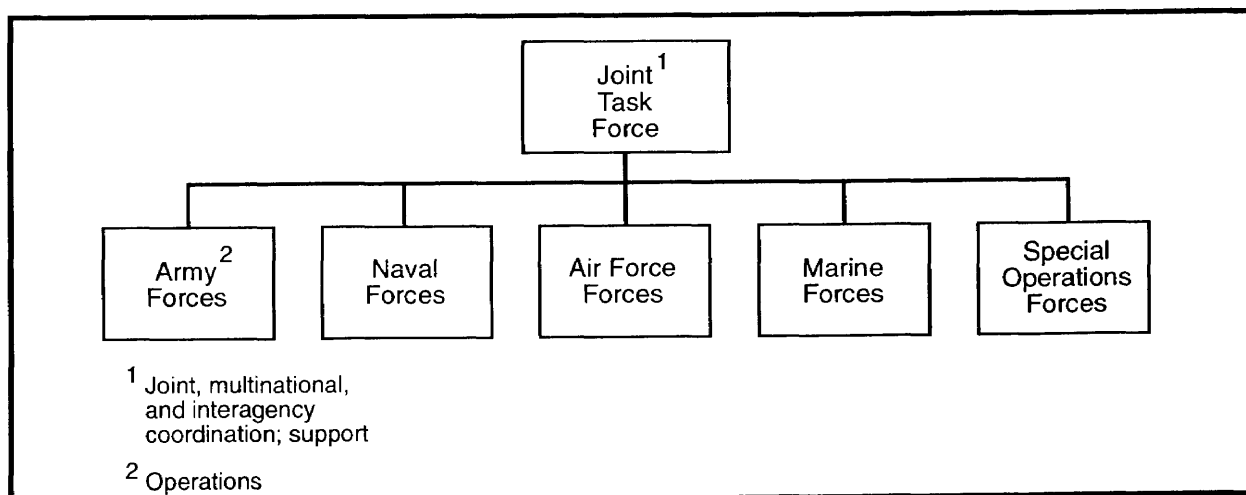 Joint 1
Task
Force
Army 2
Forces
Naval
Forces
Air Force
Forces
Marine
Forces
Special
Operations
Forces
1 Joint, multinational,
and interagency
coordination; support
2 Operations